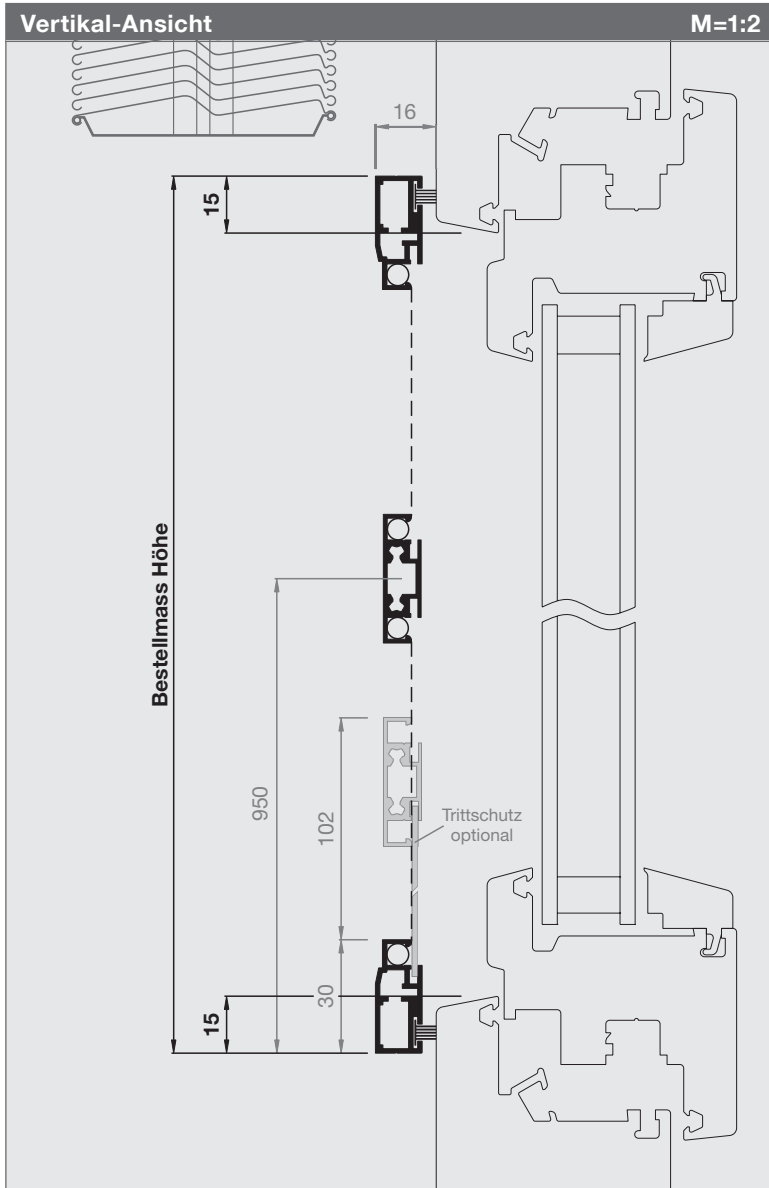 Vertikal-Ansicht M=1:2
16
15
Bestellmass Höhe
950
102
Trittschutz
optional
30
15